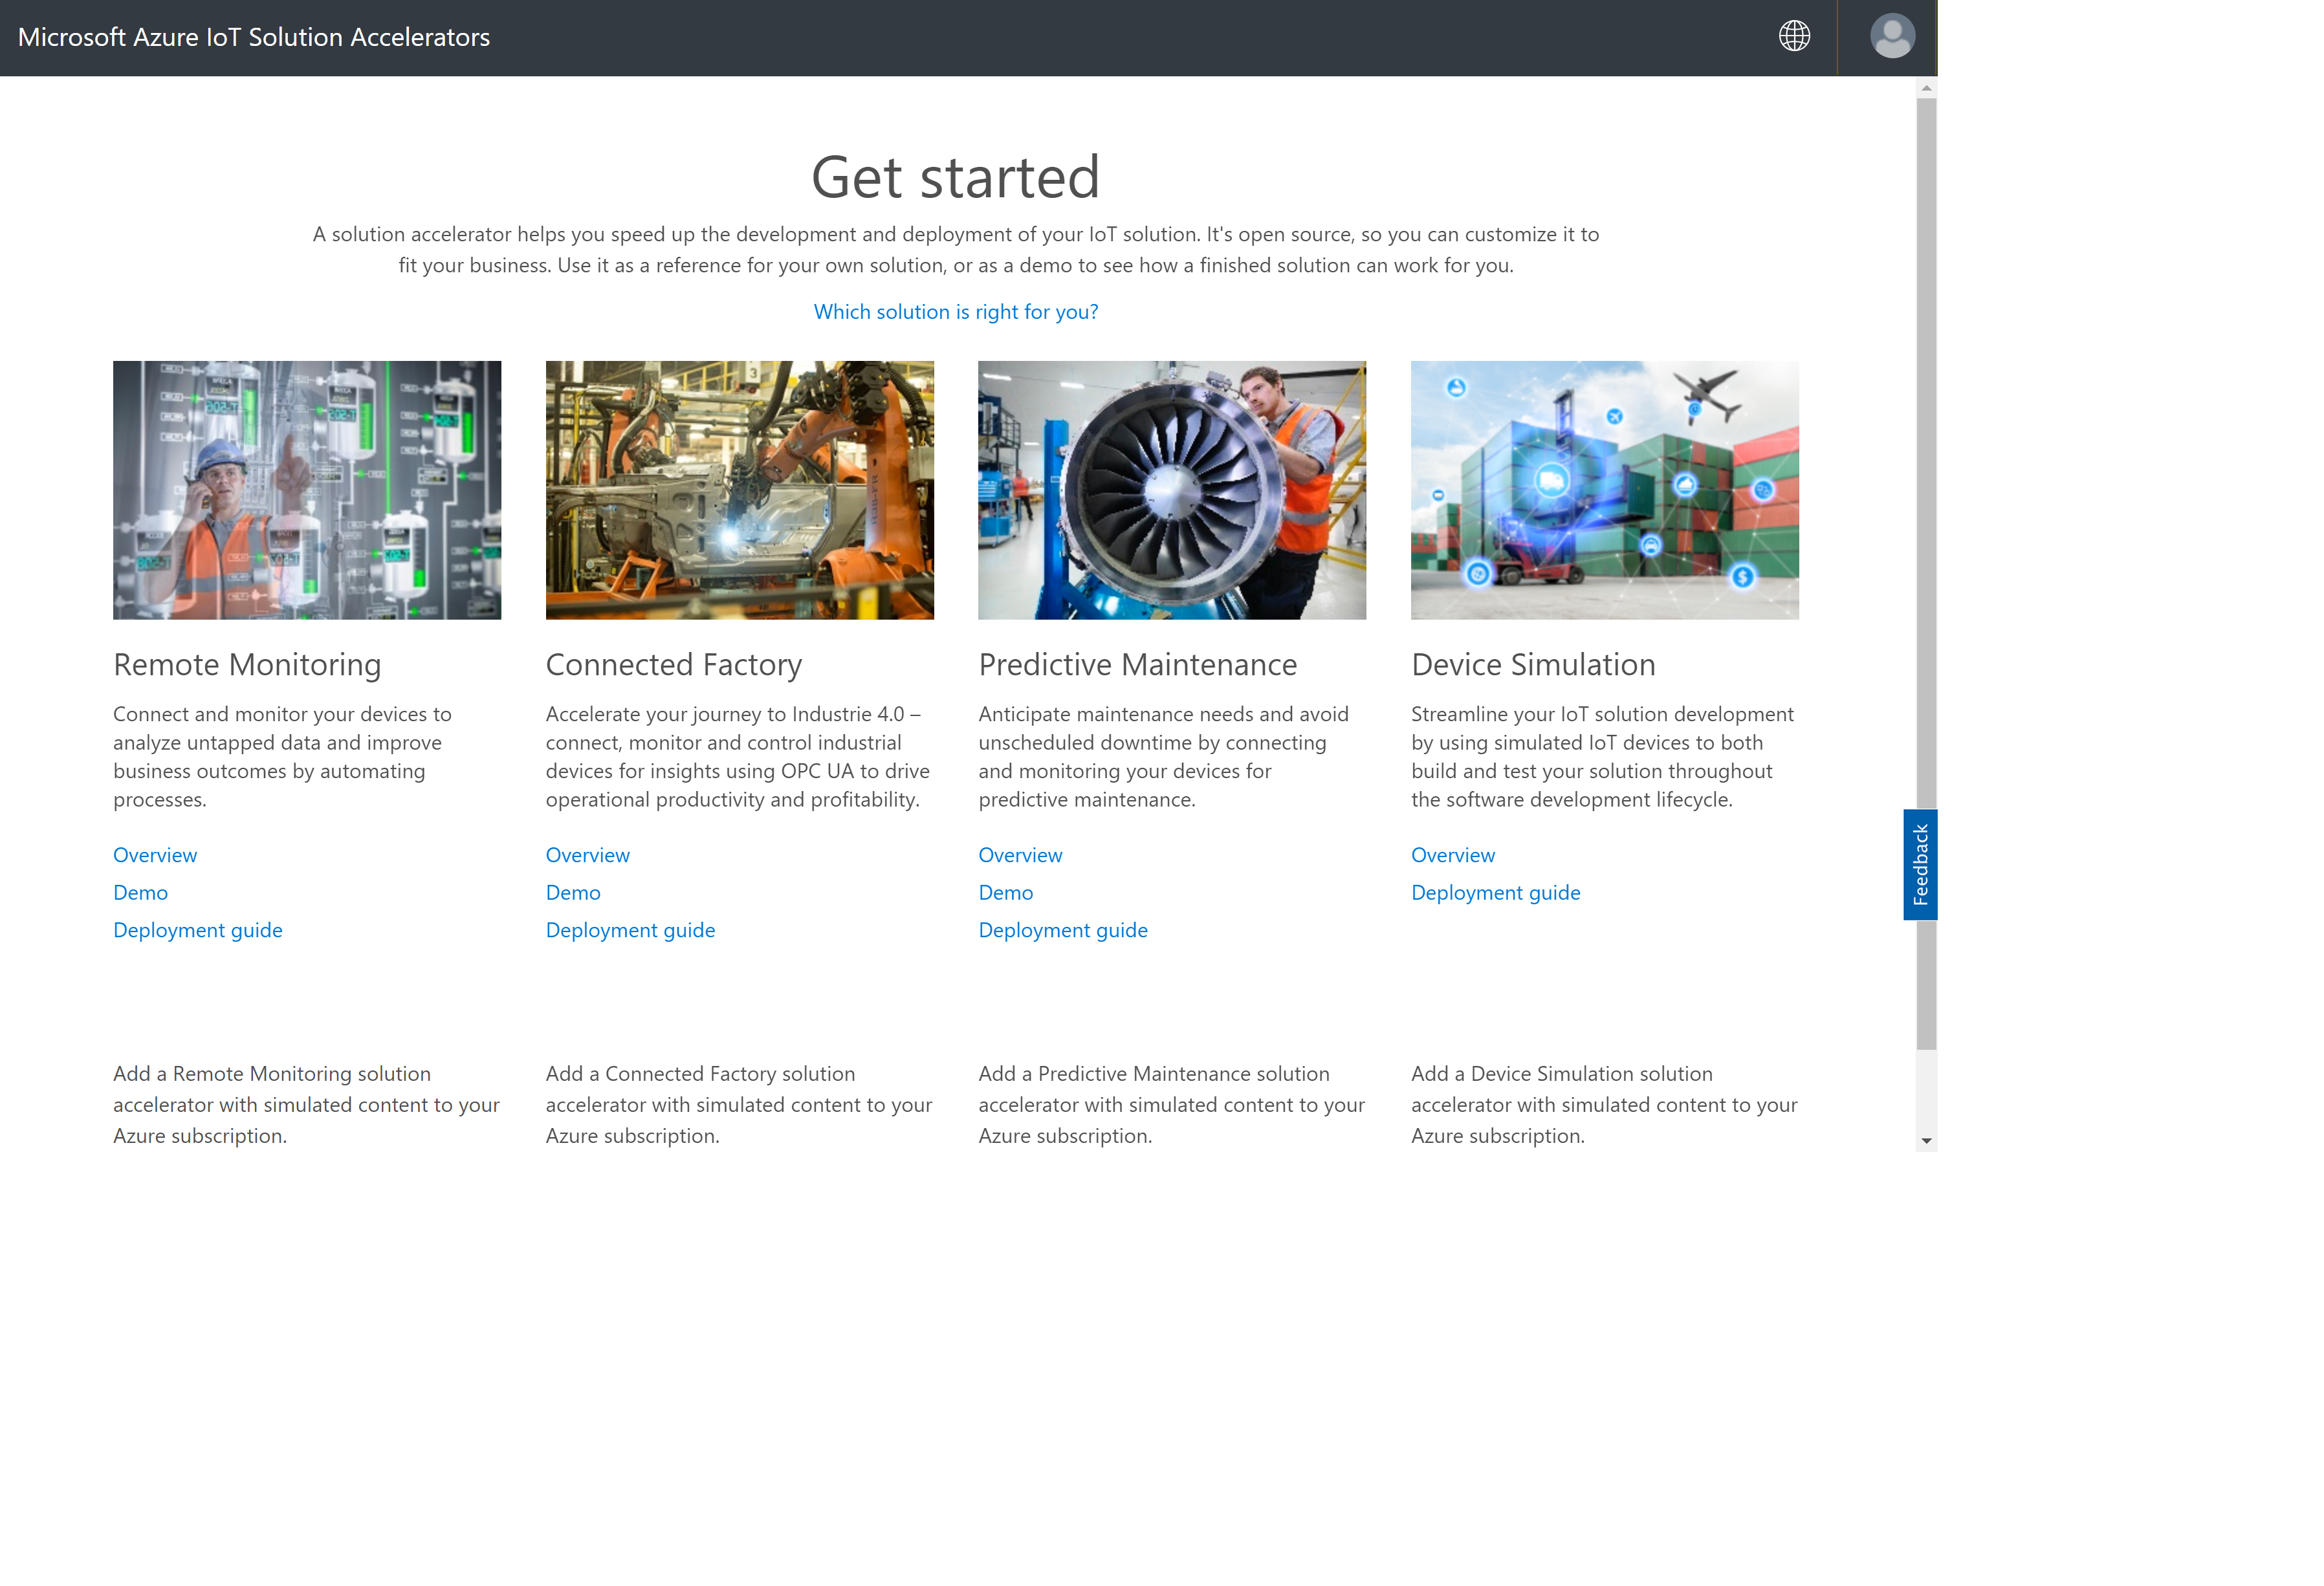 Microsoft Azure IoT Solution Accelerators
Get started
A solution accelerator helps you speed up the development and deployment of your IoT solution. It's open source, so you can customize it to
fit your business. Use it as a reference for your own solution, or as a demo to see how a finished solution can work for you.
Which solution is right for you?
3
Remote Monitoring
Connect and monitor your devices to
analyze untapped data and improve
business outcomes by automating
processes.
Overview
Demo
Deployment guide
Add a Remote Monitoring solution
accelerator with simulated content to your
Azure subscription.
Connected Factory
Accelerate your journey to Industrie 4.0 –
connect, monitor and control industrial
devices for insights using OPC UA to drive
operational productivity and profitability.
Overview
Demo
Deployment guide
Add a Connected Factory solution
accelerator with simulated content to your
Azure subscription.
Predictive Maintenance
Anticipate maintenance needs and avoid
unscheduled downtime by connecting
and monitoring your devices for
predictive maintenance.
Overview
Demo
Deployment guide
Add a Predictive Maintenance solution
accelerator with simulated content to your
Azure subscription.
Device Simulation
Streamline your IoT solution development
by using simulated IoT devices to both
build and test your solution throughout
the software development lifecycle.
Overview
Deployment guide
Add a Device Simulation solution
accelerator with simulated content to your
Azure subscription.
Feedback